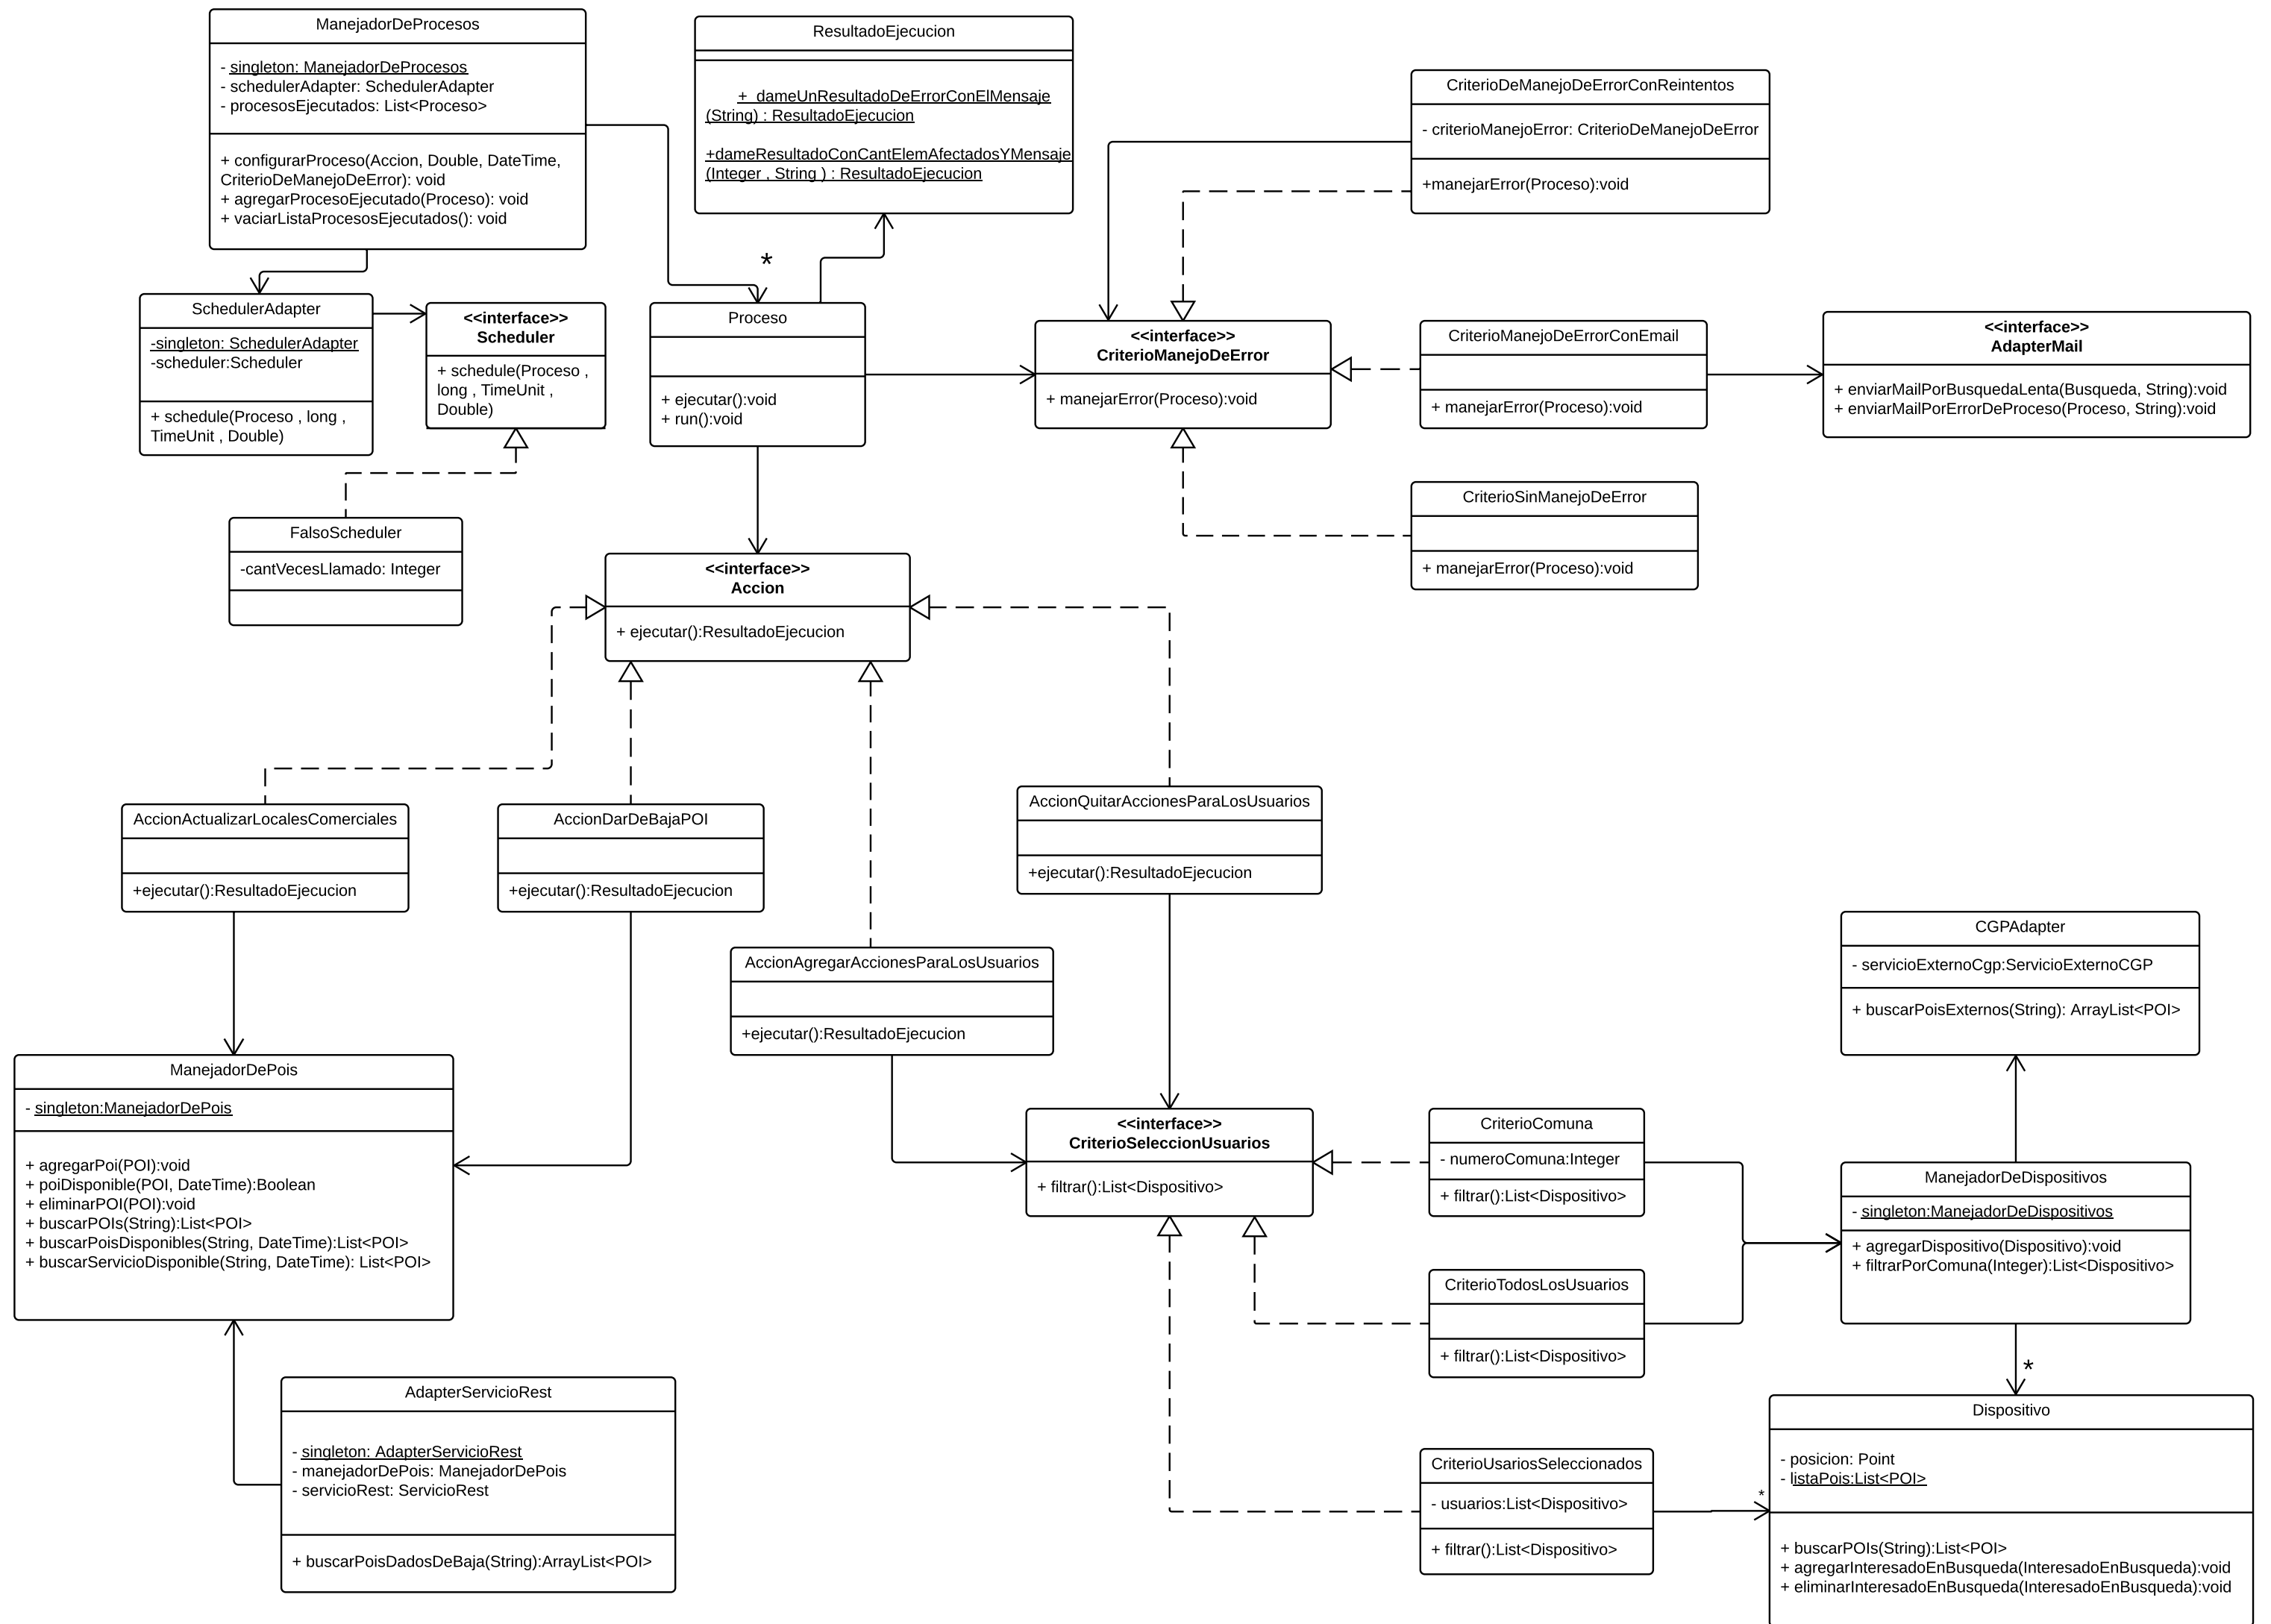 ManejadorDeProcesos
- singleton: ManejadorDeProcesos
- schedulerAdapter: SchedulerAdapter
- procesosEjecutados: List<Proceso>
+ configurarProceso(Accion, Double, DateTime,
CriterioDeManejoDeError): void
+ agregarProcesoEjecutado(Proceso): void
+ vaciarListaProcesosEjecutados(): void
ResultadoEjecucion
+ dameUnResultadoDeErrorConElMensaje
(String) : ResultadoEjecucion
+dameResultadoConCantElemAfectadosYMensaje
(Integer , String ) : ResultadoEjecucion
CriterioDeManejoDeErrorConReintentos
- criterioManejoError: CriterioDeManejoDeError
+manejarError(Proceso):void
*
SchedulerAdapter
-singleton: SchedulerAdapter
-scheduler:Scheduler
+ schedule(Proceso , long ,
TimeUnit , Double)
<<interface>>
Scheduler
+ schedule(Proceso ,
long , TimeUnit ,
Double)
Proceso
+ ejecutar():void
+ run():void
<<interface>>
CriterioManejoDeError
+ manejarError(Proceso):void
CriterioManejoDeErrorConEmail
+ manejarError(Proceso):void
<<interface>>
AdapterMail
+ enviarMailPorBusquedaLenta(Busqueda, String):void
+ enviarMailPorErrorDeProceso(Proceso, String):void
CriterioSinManejoDeError
+ manejarError(Proceso):void
FalsoScheduler
-cantVecesLlamado: Integer
<<interface>>
Accion
+ ejecutar():ResultadoEjecucion
AccionActualizarLocalesComerciales
+ejecutar():ResultadoEjecucion
AccionDarDeBajaPOI
+ejecutar():ResultadoEjecucion
AccionQuitarAccionesParaLosUsuarios
+ejecutar():ResultadoEjecucion
AccionAgregarAccionesParaLosUsuarios
+ejecutar():ResultadoEjecucion
CGPAdapter
- servicioExternoCgp:ServicioExternoCGP
+ buscarPoisExternos(String): ArrayList<POI>
ManejadorDePois
- singleton:ManejadorDePois
+ agregarPoi(POI):void
+ poiDisponible(POI, DateTime):Boolean
+ eliminarPOI(POI):void
+ buscarPOIs(String):List<POI>
+ buscarPoisDisponibles(String, DateTime):List<POI>
+ buscarServicioDisponible(String, DateTime): List<POI>
<<interface>>
CriterioSeleccionUsuarios
+ filtrar():List<Dispositivo>
CriterioComuna
- numeroComuna:Integer
+ filtrar():List<Dispositivo>
ManejadorDeDispositivos
- singleton:ManejadorDeDispositivos
+ agregarDispositivo(Dispositivo):void
+ filtrarPorComuna(Integer):List<Dispositivo>
CriterioTodosLosUsuarios
+ filtrar():List<Dispositivo>
*
AdapterServicioRest
- singleton: AdapterServicioRest
- manejadorDePois: ManejadorDePois
- servicioRest: ServicioRest
+ buscarPoisDadosDeBaja(String):ArrayList<POI>
CriterioUsariosSeleccionados
- usuarios:List<Dispositivo>
+ filtrar():List<Dispositivo>
*
Dispositivo
- posicion: Point
- listaPois:List<POI>
+ buscarPOIs(String):List<POI>
+ agregarInteresadoEnBusqueda(InteresadoEnBusqueda):void
+ eliminarInteresadoEnBusqueda(InteresadoEnBusqueda):void